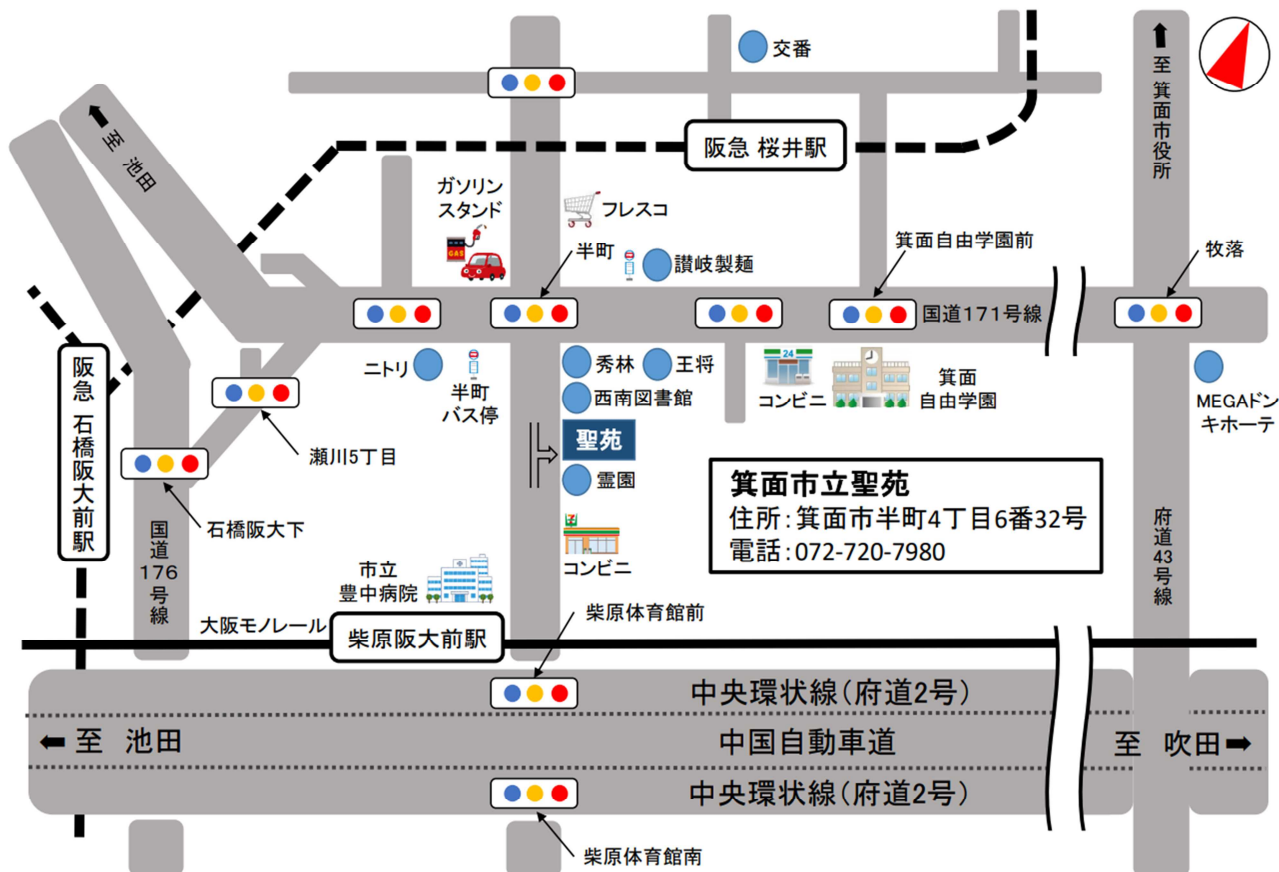 交番
至 箕面市役所
至 池田
阪急 桜井駅
ガソリン
スタンド
GAS
フレスコ
半町
讃岐製麺
箕面自由学園前
牧落
国道171号線
ニトリ
半町
バス停
秀林
王将
西南図書館
24
コンビニ
箕面
自由学園
MEGAドン
キホーテ
阪急 石橋阪大前駅
瀬川5丁目
聖苑
霊園
石橋阪大下
国道176号線
箕面市立聖苑
住所:箕面市半町4丁目6番32号
電話:072-720-7980
府道43号線
7
コンビニ
市立
豊中病院
柴原体育館前
大阪モノレール
柴原阪大前駅
中央環状線(府道2号)
至 池田
中国自動車道
至 吹田
中央環状線(府道2号)
柴原体育館南